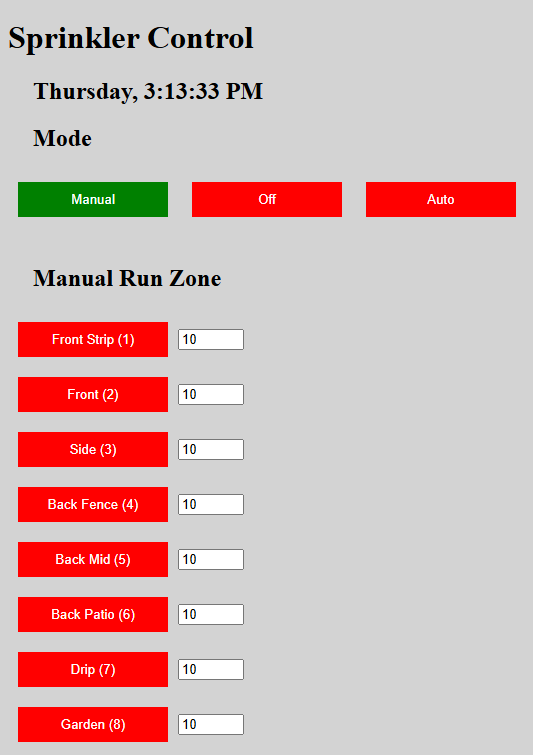 Sprinkler Control
Thursday, 3:13:33 PM
Mode
Manual Off Auto
Manual Run Zone
Front Strip (1) 10
Front (2) 10
Side (3) 10
Back Fence (4) 10
Back Mid (5) 10
Back Patio (6) 10
Drip (7) 10
Garden (8) 10